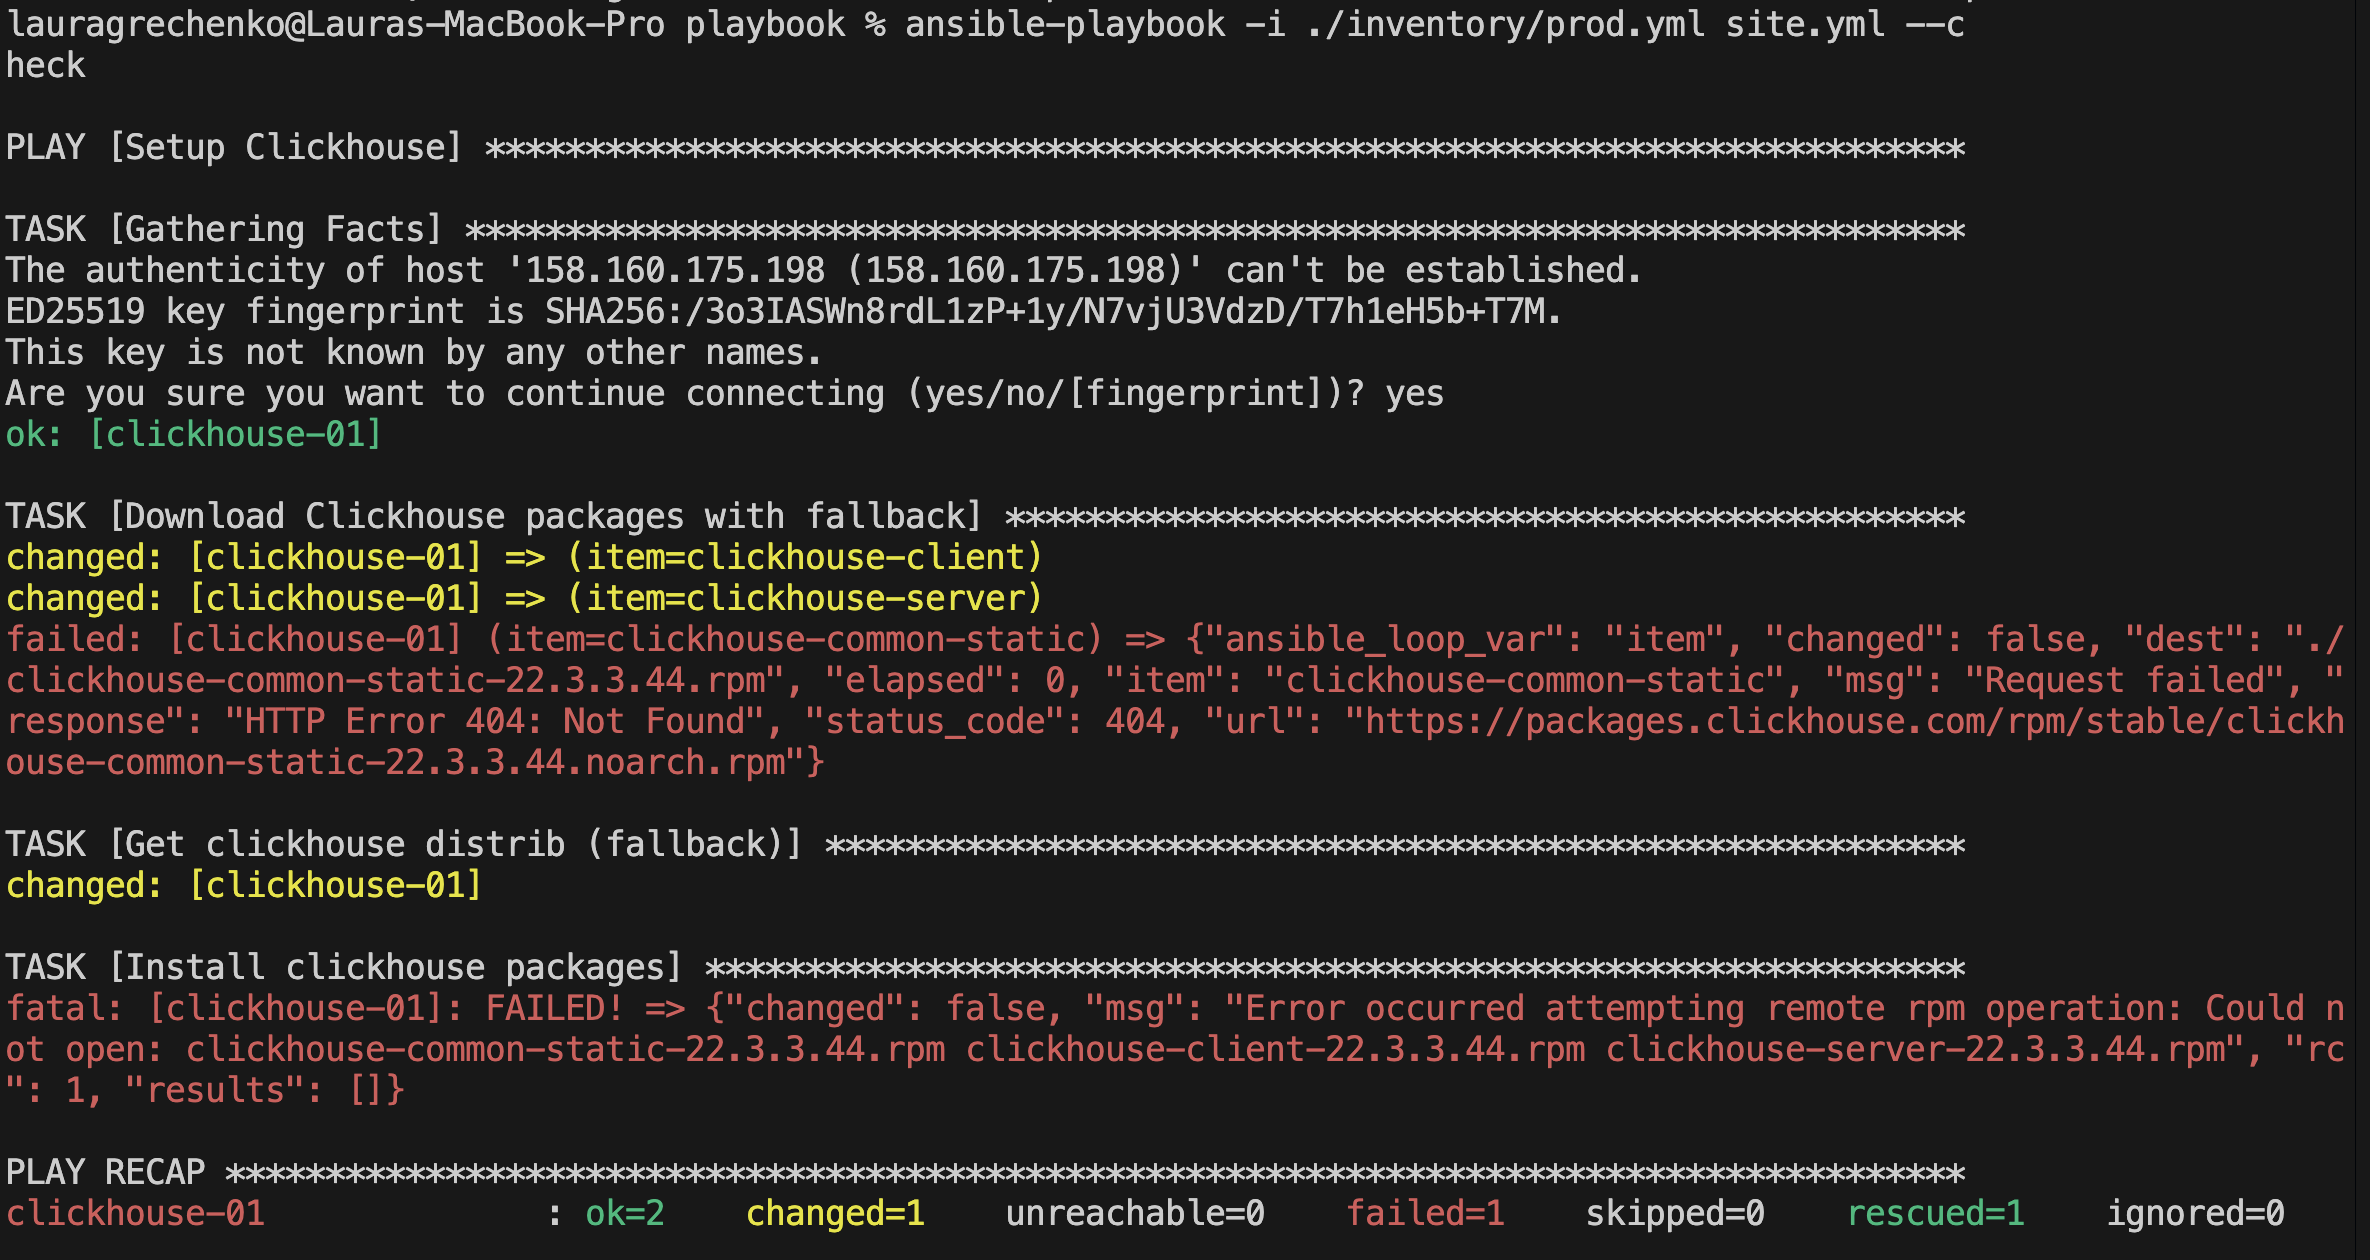 lauragrechenko@Lauras-MacBook-Pro playbook % ansible-playbook -i ./inventory/prod.yml site.yml --c
heck
PLAY [Setup Clickhouse] **************************************************************************
TASK [Gathering Facts] ***************************************************************************
The authenticity of host '158.160.175.198 (158.160.175.198)' can't be established.
ED25519 key fingerprint is SHA256:/3o3IASWn8rdL1zP+1y/N7vjU3VdzD/T7h1eH5b+T7M.
This key is not known by any other names.
Are you sure you want to continue connecting (yes/no/[fingerprint])? yes
ok: [clickhouse-01]
TASK [Download Clickhouse packages with fallback] ************************************************
changed: [clickhouse-01] => (item=clickhouse-client)
changed: [clickhouse-01] => (item=clickhouse-server)
failed: [clickhouse-01] (item=clickhouse-common-static) => {"ansible_loop_var": "item", "changed": false, "dest": "./
clickhouse-common-static-22.3.3.44.rpm", "elapsed": 0, "item": "clickhouse-common-static", "msg": "Request failed", "
response": "HTTP Error 404: Not Found", "status_code": 404, "url": "https://packages.clickhouse.com/rpm/stable/clickh
ouse-common-static-22.3.3.44.noarch.rpm"}
TASK [Get clickhouse distrib (fallback)] *********************************************************
changed: [clickhouse-01]
TASK [Install clickhouse packages] ***************************************************************
fatal: [clickhouse-01]: FAILED! => {"changed": false, "msg": "Error occurred attempting remote rpm operation: Could n
ot open: clickhouse-common-static-22.3.3.44.rpm clickhouse-client-22.3.3.44.rpm clickhouse-server-22.3.3.44.rpm", "rc
": 1, "results": []}
PLAY RECAP ***************************************************************************************
clickhouse-01 : ok=2 changed=1 unreachable=0 failed=1 skipped=0 rescued=1 ignored=0